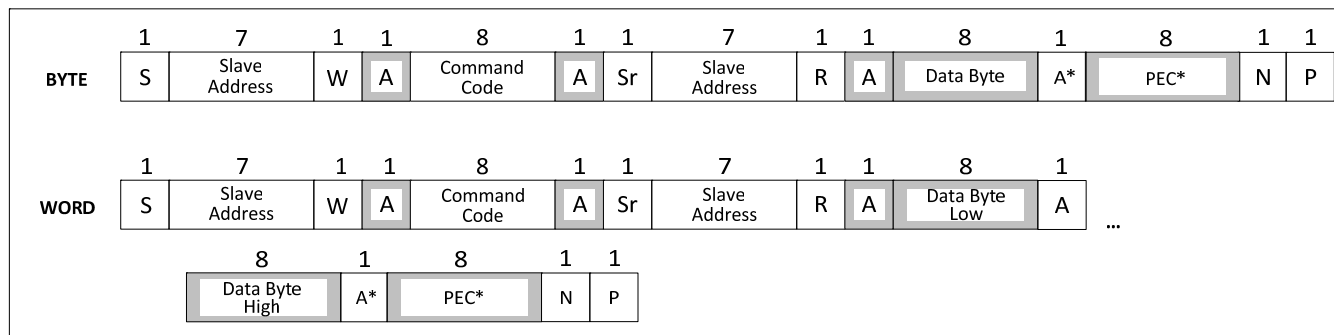 1 7 1 1 8 1 1 7 1 1 8 1 8 1 1
BYTE S Slave Address W A Command Code A Sr Slave Address R A Data Byte A* PEC* N P
1 7 1 1 8 1 1 7 1 1 8 1
WORD S Slave Address W A Command Code A Sr Slave Address R A Data Byte Low A ...
8 1 8 1 1
Data Byte High A* PEC* N P